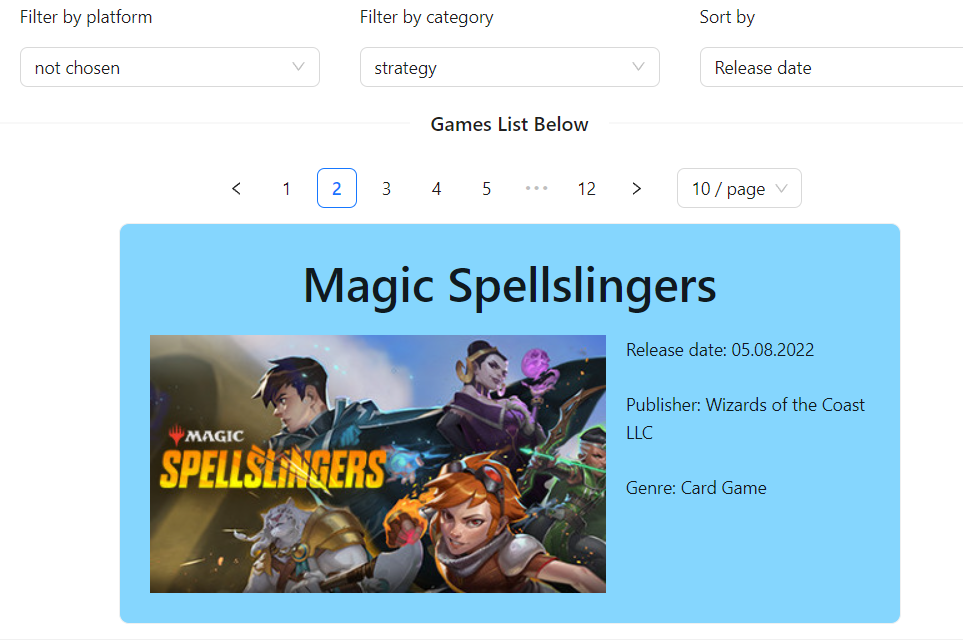 Filter by platform
Filter by category
Sort by
not chosen
strategy
Release date
Games List Below
1 2 3 4 5 ••• 12
10 / page
Magic Spellslingers
MAGIC
SPELLSLINGERS
Release date: 05.08.2022
Publisher: Wizards of the Coast
LLC
Genre: Card Game